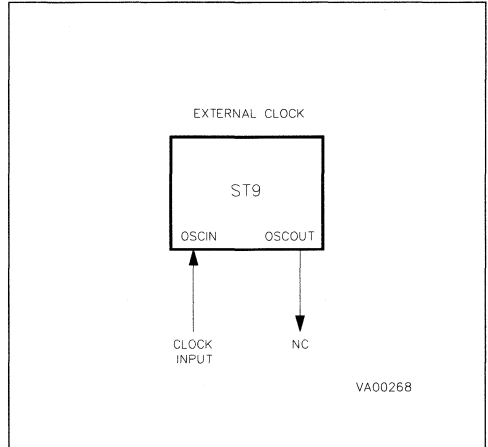 EXTERNAL CLOCK
ST9
OSCIN OSCOUT
CLOCK INPUT
NC
VA00268